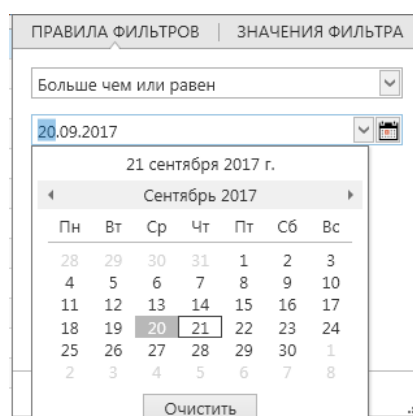 ПРАВИЛА ФИЛЬТРОВ | ЗНАЧЕНИЯ ФИЛЬТРА
Больше чем или равен
20.09.2017
21 сентября 2017 г.
Сентябрь 2017
Пн Вт Ср Чт Пт Сб Вс
28 29 30 31 1 2 3
4 5 6 7 8 9 10
11 12 13 14 15 16 17
18 19 20 21 22 23 24
25 26 27 28 29 30 1
2 3 4 5 6 7 8
Очистить